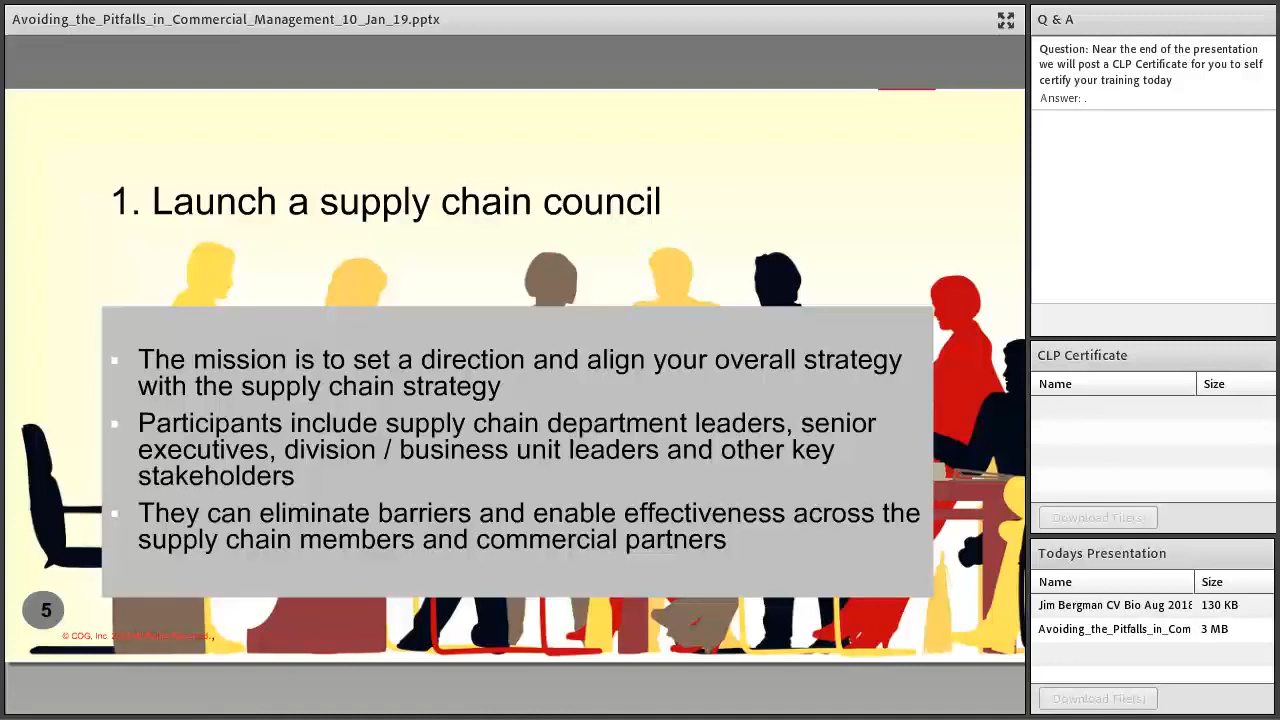 Avoiding_the_Pitfalls_in_Commercial_Management_10_Jan_19.pptx
1. Launch a supply chain council
The mission is to set a direction and align your overall strategy
with the supply chain strategy
Participants include supply chain department leaders, senior
executives, division / business unit leaders and other key
stakeholders
They can eliminate barriers and enable effectiveness across the
supply chain members and commercial partners
5
© COG, Inc.
Q & A
Question: Near the end of the presentation
we will post a CLP Certificate for you to self
certify your training today
Answer: .
CLP Certificate
Name Size
Download File(s)
Todays Presentation
Name Size
Jim Bergman CV Bio Aug 2018 130 KB
Avoiding_the_Pitfalls_in_Com 3 MB
Download File(s)